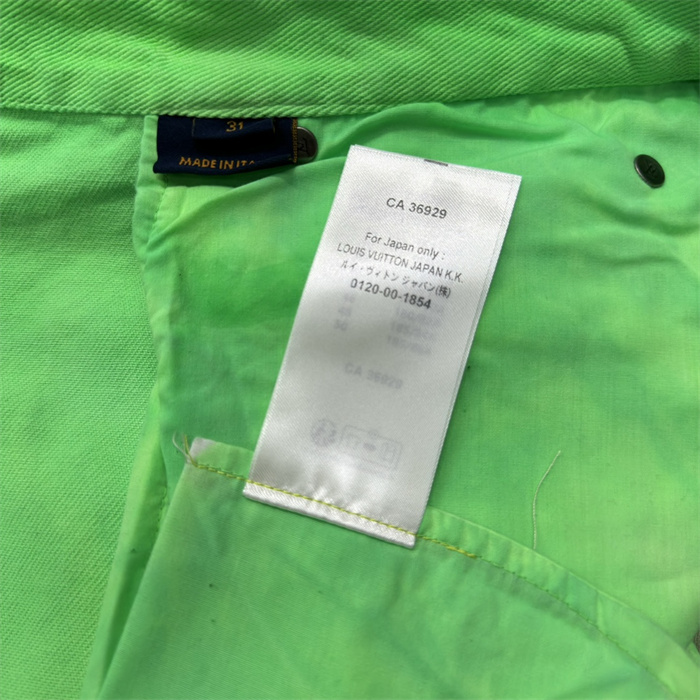 31
MADE IN ITA
CA 36929
For Japan only :
LOUIS VUITTON JAPAN K.K.
ルイ・ヴィトン ジャパン(株)
0120-00-1854
CA 36929